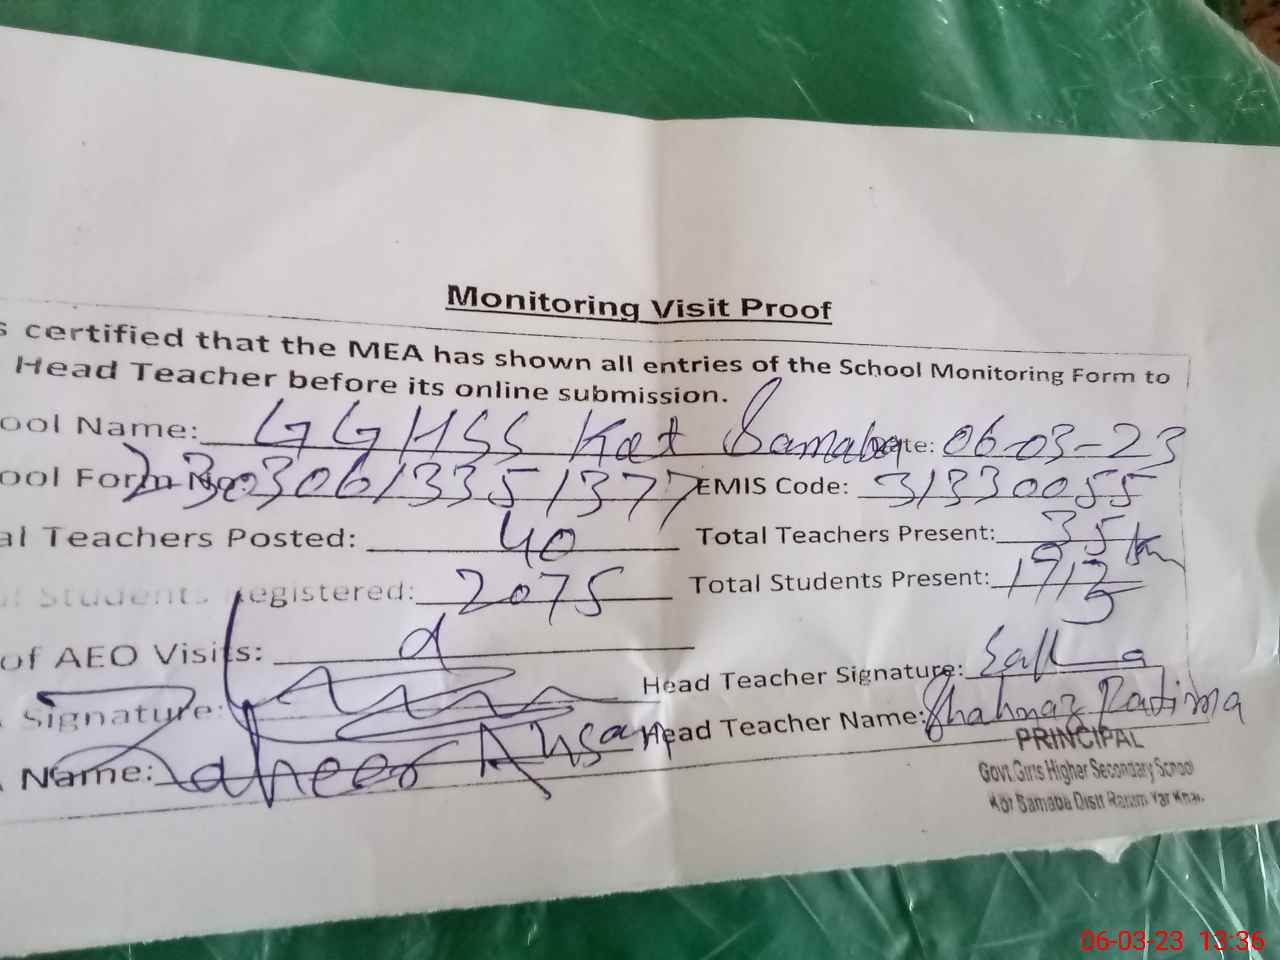 Monitoring Visit Proof
s certified that the MEA has shown all entries of the School Monitoring Form to
Head Teacher before its online submission.
ool Name: GGHSS Kot Samaba Date: 06-03-23
ool Form No: 23030613351377 EMIS Code: 31330055
al Teachers Posted: 40 Total Teachers Present: 35
of Students Registered: 2075 Total Students Present:
of AEO Visits:
Signature: Head Teacher Signature:
Name: Zaheer Ahsan Head Teacher Name: Shahnaz Fatima
PRINCIPAL
Govt. Girls Higher Secondary School
Kot Samaba Distt Rahim Yar Khan
06-03-23 13:36